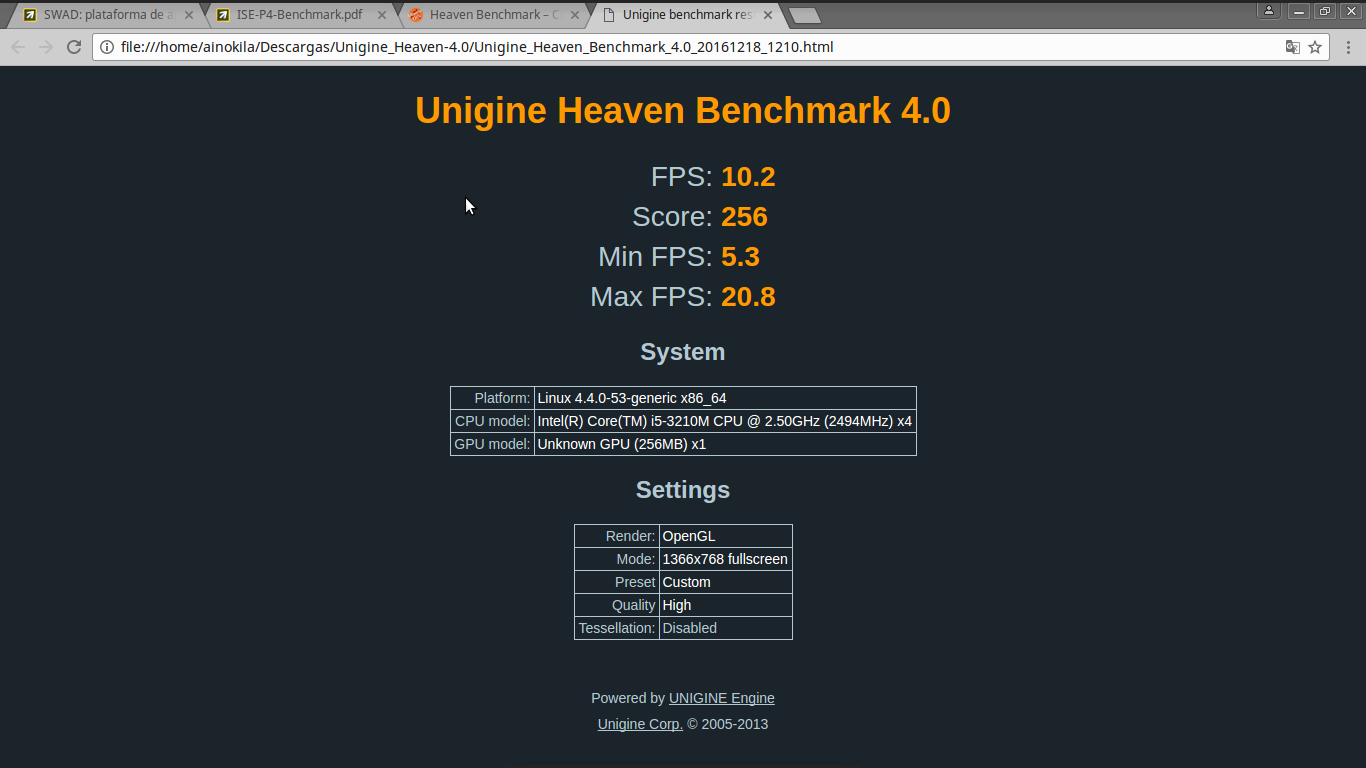 SWAD: plataforma de a
ISE-P4-Benchmark.pdf
Heaven Benchmark – C
Unigine benchmark res
file:///home/ainokila/Descargas/Unigine_Heaven-4.0/Unigine_Heaven_Benchmark_4.0_20161218_1210.html
Unigine Heaven Benchmark 4.0
FPS: 10.2
Score: 256
Min FPS: 5.3
Max FPS: 20.8
System
Platform: Linux 4.4.0-53-generic x86_64
CPU model: Intel(R) Core(TM) i5-3210M CPU @ 2.50GHz (2494MHz) x4
GPU model: Unknown GPU (256MB) x1
Settings
Render: OpenGL
Mode: 1366x768 fullscreen
Preset Custom
Quality High
Tessellation: Disabled
Powered by UNIGINE Engine
Unigine Corp. © 2005-2013